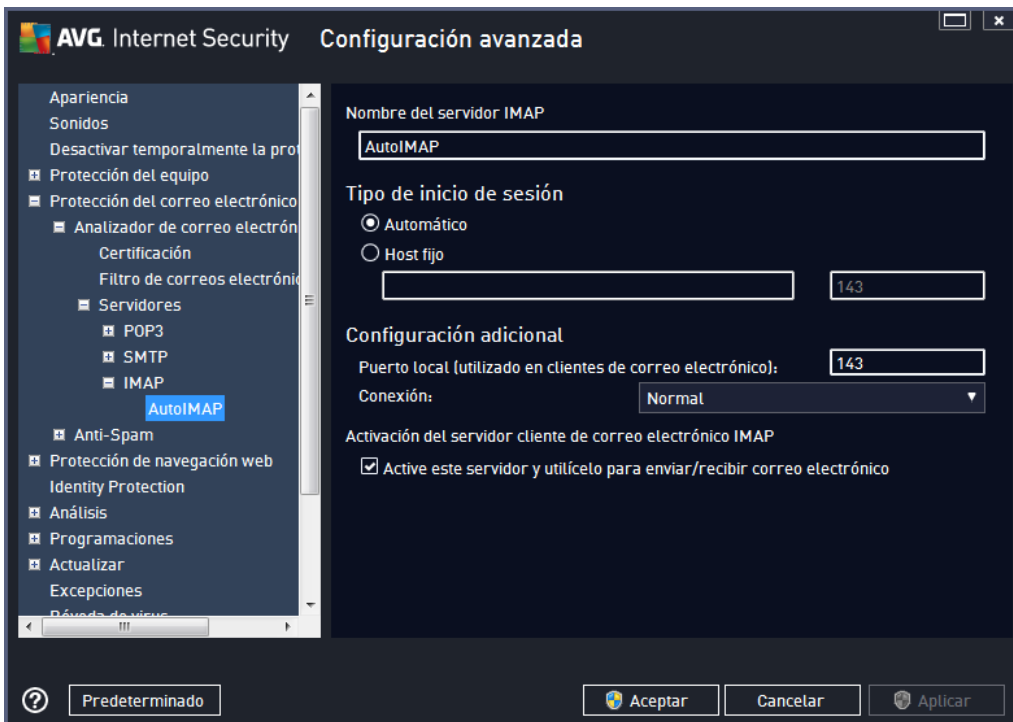 AVG. Internet Security Configuración avanzada
Apariencia
Sonidos
Desactivar temporalmente la prot
Protección del equipo
Protección del correo electrónico
Analizador de correo electrón
Certificación
Filtro de correos electrónic
Servidores
POP3
SMTP
IMAP
AutoIMAP
Anti-Spam
Protección de navegación web
Identity Protection
Análisis
Programaciones
Actualizar
Excepciones
Bóveda de virus
Nombre del servidor IMAP
AutoIMAP
Tipo de inicio de sesión
Automático
Host fijo
143
Configuración adicional
Puerto local (utilizado en clientes de correo electrónico): 143
Conexión: Normal
Activación del servidor cliente de correo electrónico IMAP
Active este servidor y utilícelo para enviar/recibir correo electrónico
? Predeterminado Aceptar Cancelar Aplicar